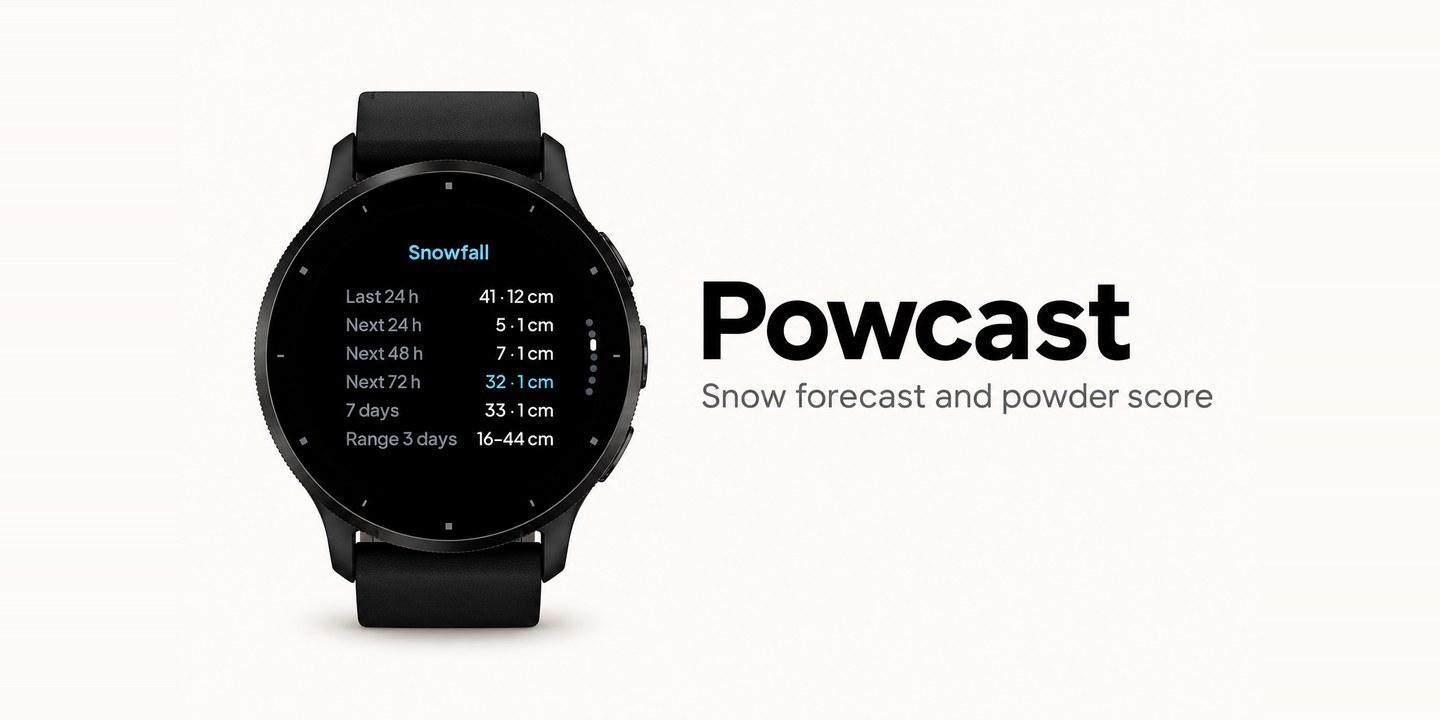 Snowfall
Last 24 h 41 · 12 cm
Next 24 h 5 · 1 cm
Next 48 h 7 · 1 cm
Next 72 h 32 · 1 cm
7 days 33 · 1 cm
Range 3 days 16–44 cm
Powcast
Snow forecast and powder score